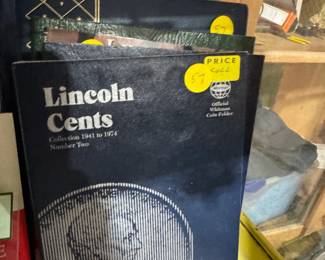 PRICE
Lincoln
Cents
Collection 1941 to 1974
Number Two
Official
Whitman
Coin Folder